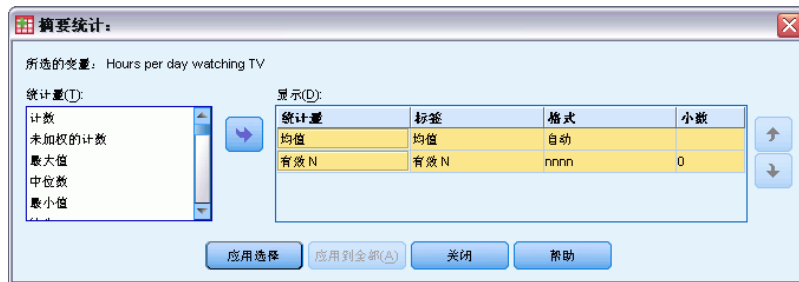 摘要统计：
所选的变量： Hours per day watching TV
统计量(T):
显示(D):
计数
未加权的计数
最大值
中位数
最小值
统计量 标签 格式 小数
均值 均值 自动
有效 N 有效 N nnnn 0
应用选择 应用到全部(A) 关闭 帮助